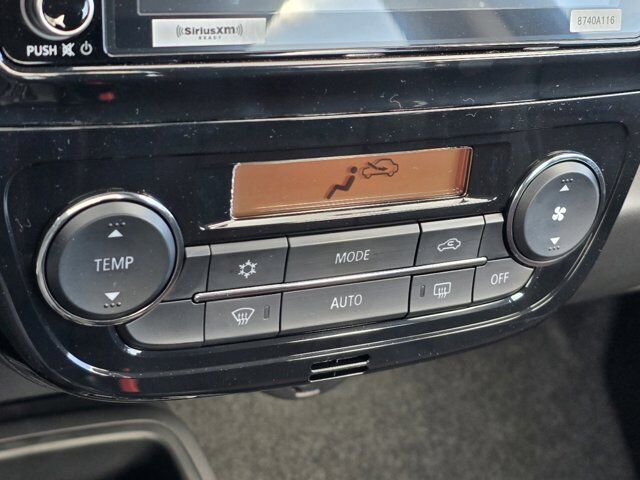 SiriusXM
READY
8740A116
PUSH
TEMP
MODE
AUTO
OFF